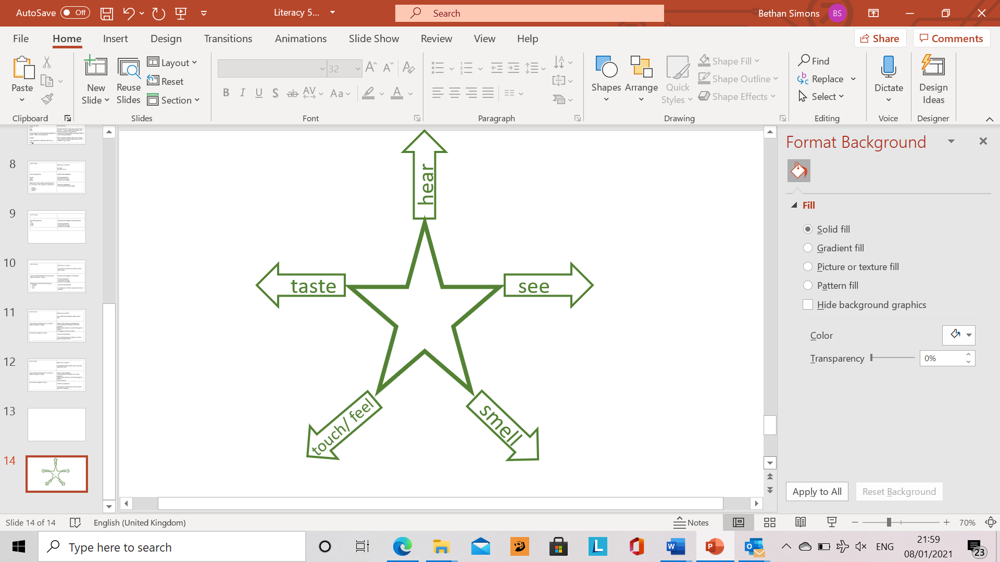 AutoSave Off
Literacy 5...
Search
Bethan Simons BS
File Home Insert Design Transitions Animations Slide Show Review View Help
Share Comments
Paste
New Slide
Reuse Slides
Layout
Reset
Section
32
B I U S ab AV Aa A
Shapes
Arrange
Quick Styles
Shape Fill
Shape Outline
Shape Effects
Find
Replace
Select
Dictate
Design Ideas
Clipboard Slides Font Paragraph Drawing Editing Voice Designer
8
9
10
11
12
13
14
hear
taste
see
touch/ feel
smell
Format Background
Fill
Solid fill
Gradient fill
Picture or texture fill
Pattern fill
Hide background graphics
Color
Transparency 0%
Apply to All Reset Background
Slide 14 of 14 English (United Kingdom) Notes 70%
Type here to search
ENG
21:59
08/01/2021
23